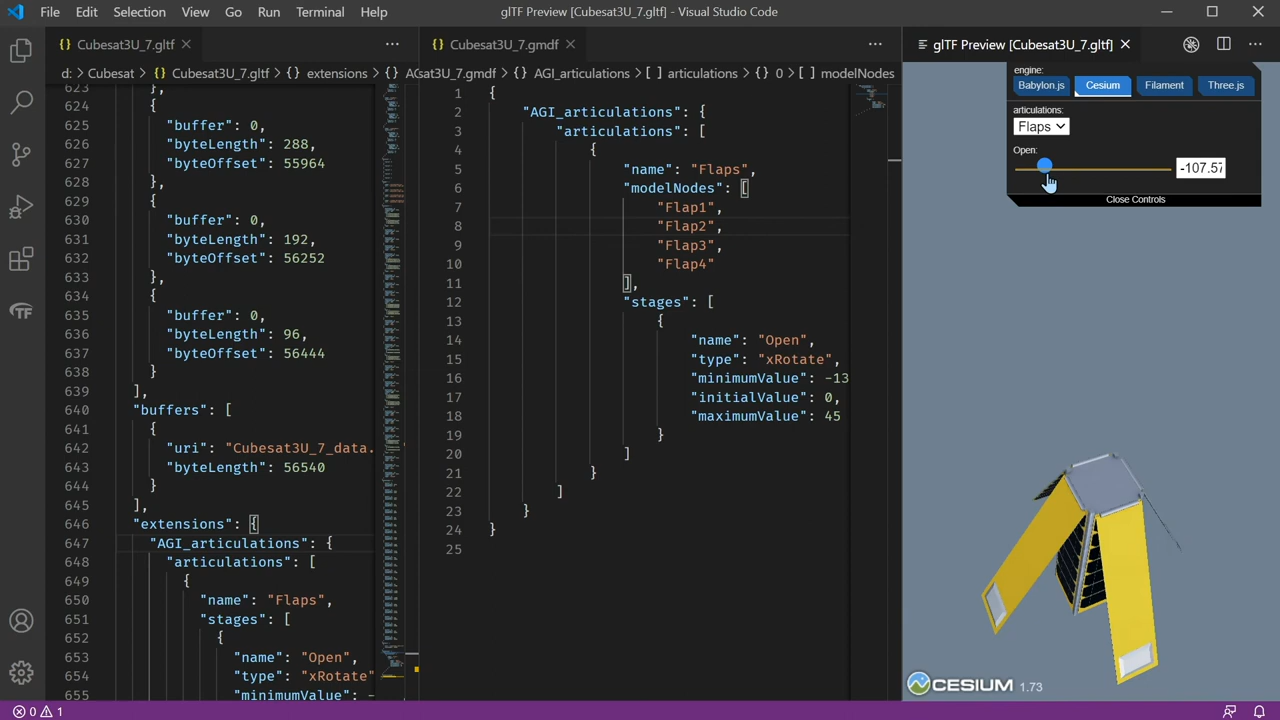 File Edit Selection View Go Run Terminal Help
glTF Preview [Cubesat3U_7.gltf] - Visual Studio Code
Cubesat3U_7.gltf
d: > Cubesat > Cubesat3U_7.gltf > extensions > AG
623 },
624 {
625 "buffer": 0,
626 "byteLength": 288,
627 "byteOffset": 55964
628 },
629 {
630 "buffer": 0,
631 "byteLength": 192,
632 "byteOffset": 56252
633 },
634 {
635 "buffer": 0,
636 "byteLength": 96,
637 "byteOffset": 56444
638 }
639 ],
640 "buffers": [
641 {
642 "uri": "Cubesat3U_7_data.
643 "byteLength": 56540
644 }
645 ],
646 "extensions": {
647 "AGI_articulations": {
648 "articulations": [
649 {
650 "name": "Flaps",
651 "stages": [
652 {
653 "name": "Open",
654 "type": "xRotate"
655 "minimumValue":
Cubesat3U_7.gmdf
sat3U_7.gmdf > {} AGI_articulations > [ ] articulations > {} 0 > [ ] modelNodes
1 {
2 "AGI_articulations": {
3 "articulations": [
4 {
5 "name": "Flaps",
6 "modelNodes": [
7 "Flap1",
8 "Flap2",
9 "Flap3",
10 "Flap4"
11 ],
12 "stages": [
13 {
14 "name": "Open",
15 "type": "xRotate",
16 "minimumValue": -13
17 "initialValue": 0,
18 "maximumValue": 45
19 }
20 ]
21 }
22 ]
23 }
24 }
25
glTF Preview [Cubesat3U_7.gltf]
engine:
Babylon.js Cesium Filament Three.js
articulations:
Flaps
Open:
-107.57
Close Controls
CESIUM 1.73
0 1